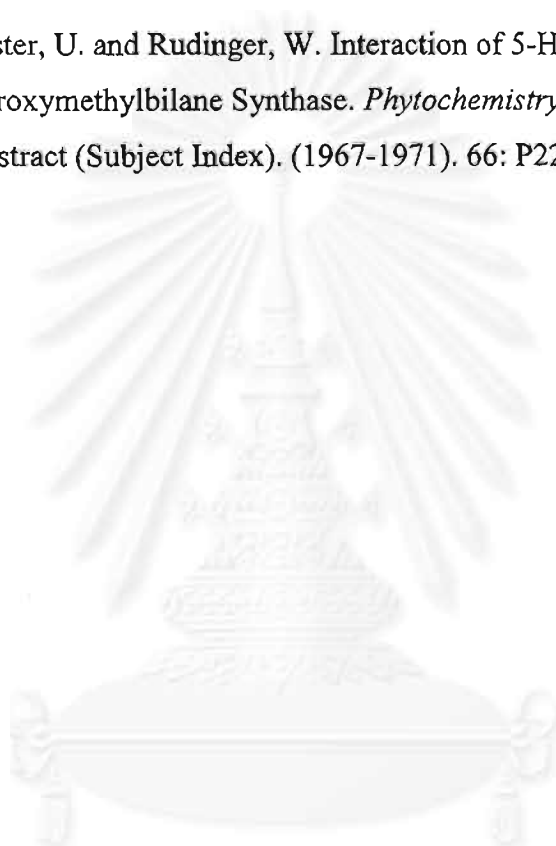 ster, U. and Rudinger, W. Interaction of 5-H
roxymethylbilane Synthase. Phytochemistry
stract (Subject Index). (1967-1971). 66: P22